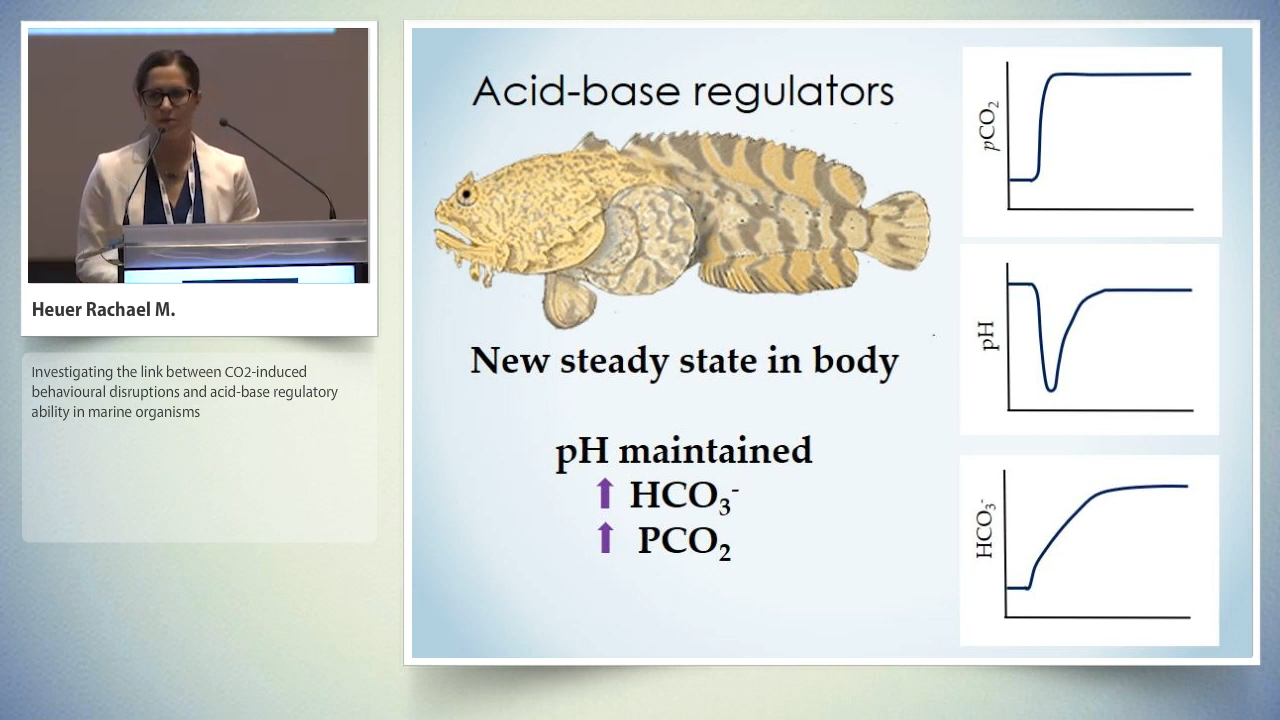 Heuer Rachael M.
Investigating the link between CO2-induced
behavioural disruptions and acid-base regulatory
ability in marine organisms
Acid-base regulators
New steady state in body
pH maintained
⬆ HCO₃⁻
⬆ PCO₂
pCO₂
pH
HCO₃⁻